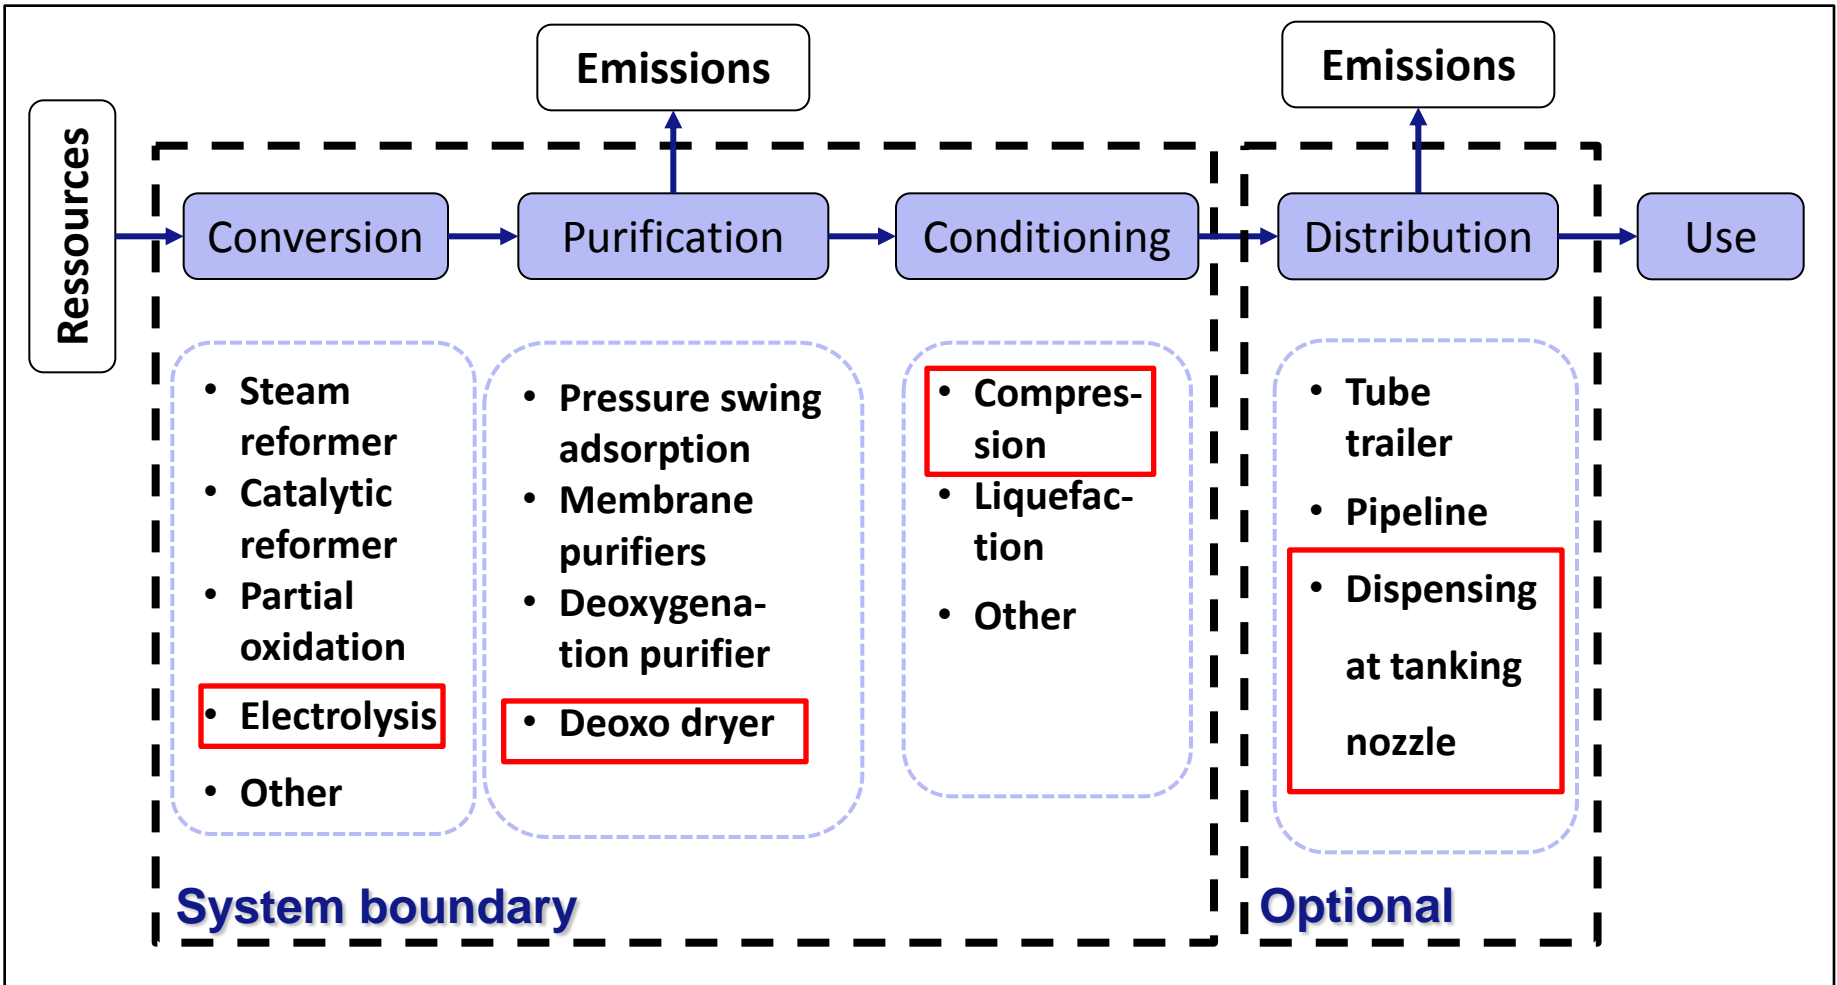 Emissions
Emissions
Ressources
Conversion
Purification
Conditioning
Distribution
Use
• Steam
reformer
• Catalytic
reformer
• Partial
oxidation
• Electrolysis
• Other
• Pressure swing
adsorption
• Membrane
purifiers
• Deoxygena-
tion purifier
• Deoxo dryer
• Compres-
sion
• Liquefac-
tion
• Other
• Tube
trailer
• Pipeline
• Dispensing
at tanking
nozzle
System boundary
Optional